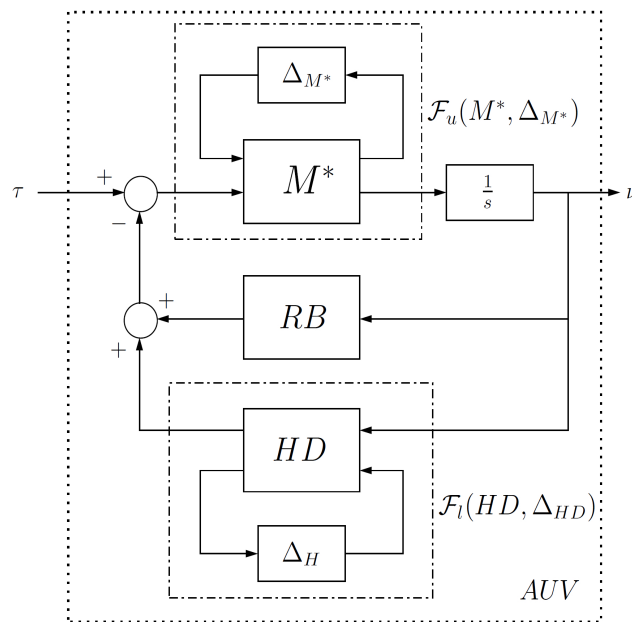 Δ_{M*}
F_u(M*, Δ_{M*})
M*
τ
+
−
1/s
+
RB
+
HD
F_l(HD, Δ_{HD})
Δ_H
AUV